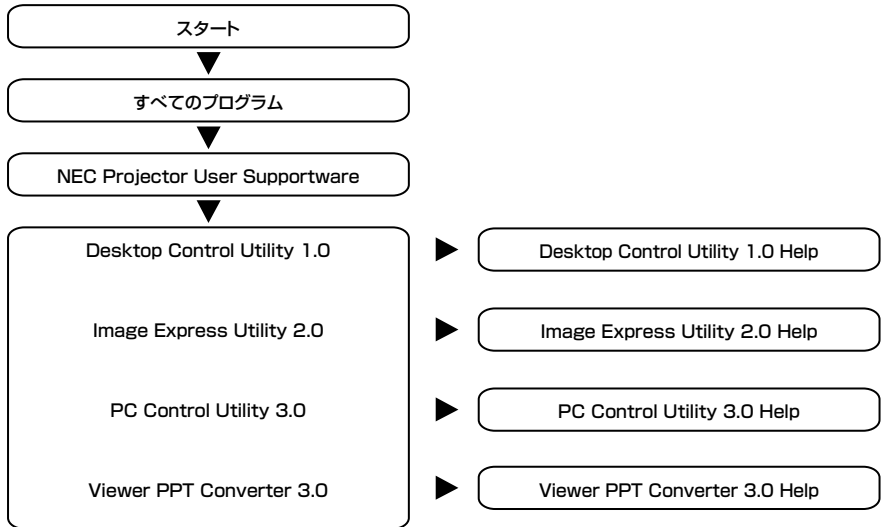 スタート
すべてのプログラム
NEC Projector User Supportware
Desktop Control Utility 1.0
Desktop Control Utility 1.0 Help
Image Express Utility 2.0
Image Express Utility 2.0 Help
PC Control Utility 3.0
PC Control Utility 3.0 Help
Viewer PPT Converter 3.0
Viewer PPT Converter 3.0 Help